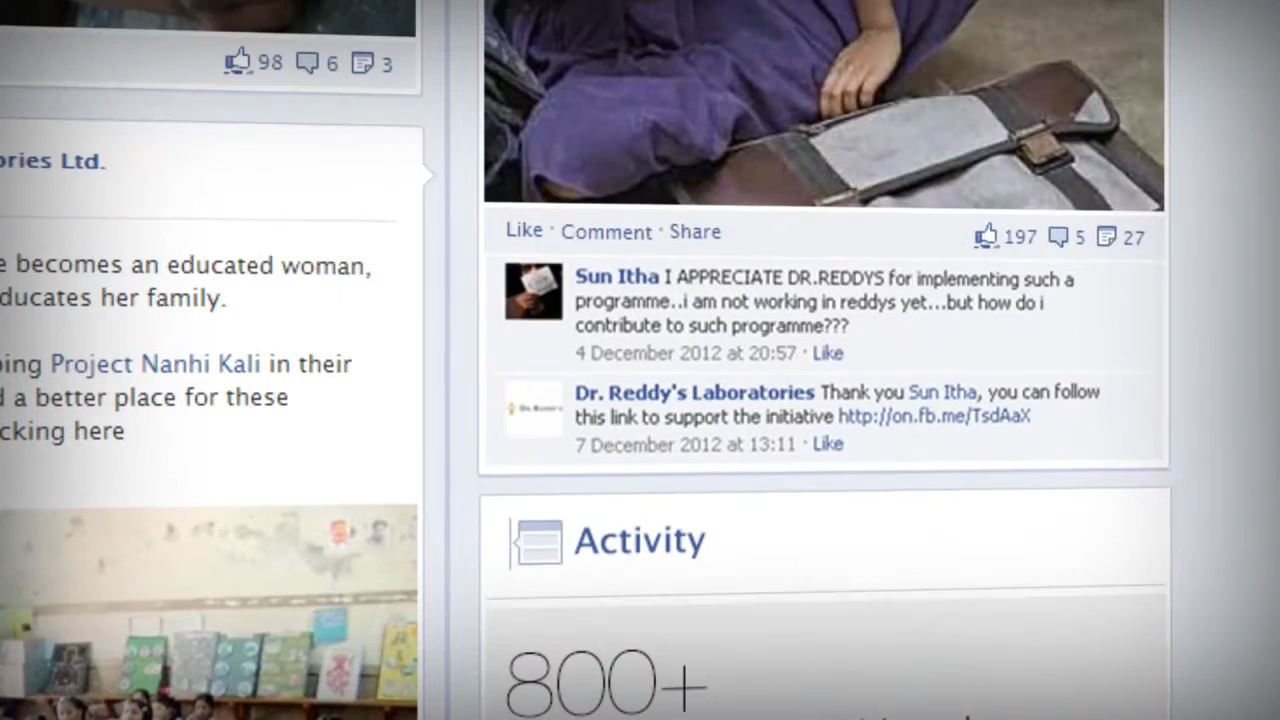 98 6 3
ories Ltd.
e becomes an educated woman,
ducates her family.
ping Project Nanhi Kali in their
d a better place for these
cking here
Like · Comment · Share 197 5 27
Sun Itha I APPRECIATE DR.REDDYS for implementing such a
programme..i am not working in reddys yet...but how do i
contribute to such programme???
4 December 2012 at 20:57 · Like
Dr. Reddy's Laboratories Thank you Sun Itha, you can follow
this link to support the initiative http://on.fb.me/TsdAaX
7 December 2012 at 13:11 · Like
Activity
800+